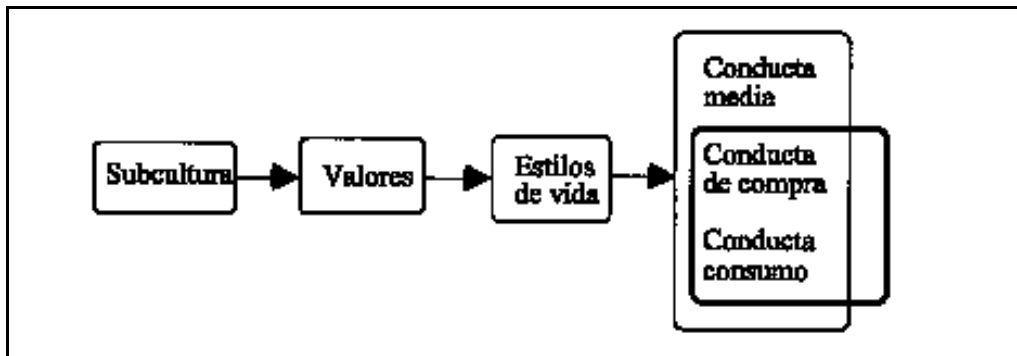 Subcultura
Valores
Estilos
de vida
Conducta
media
Conducta
de compra
Conducta
consumo